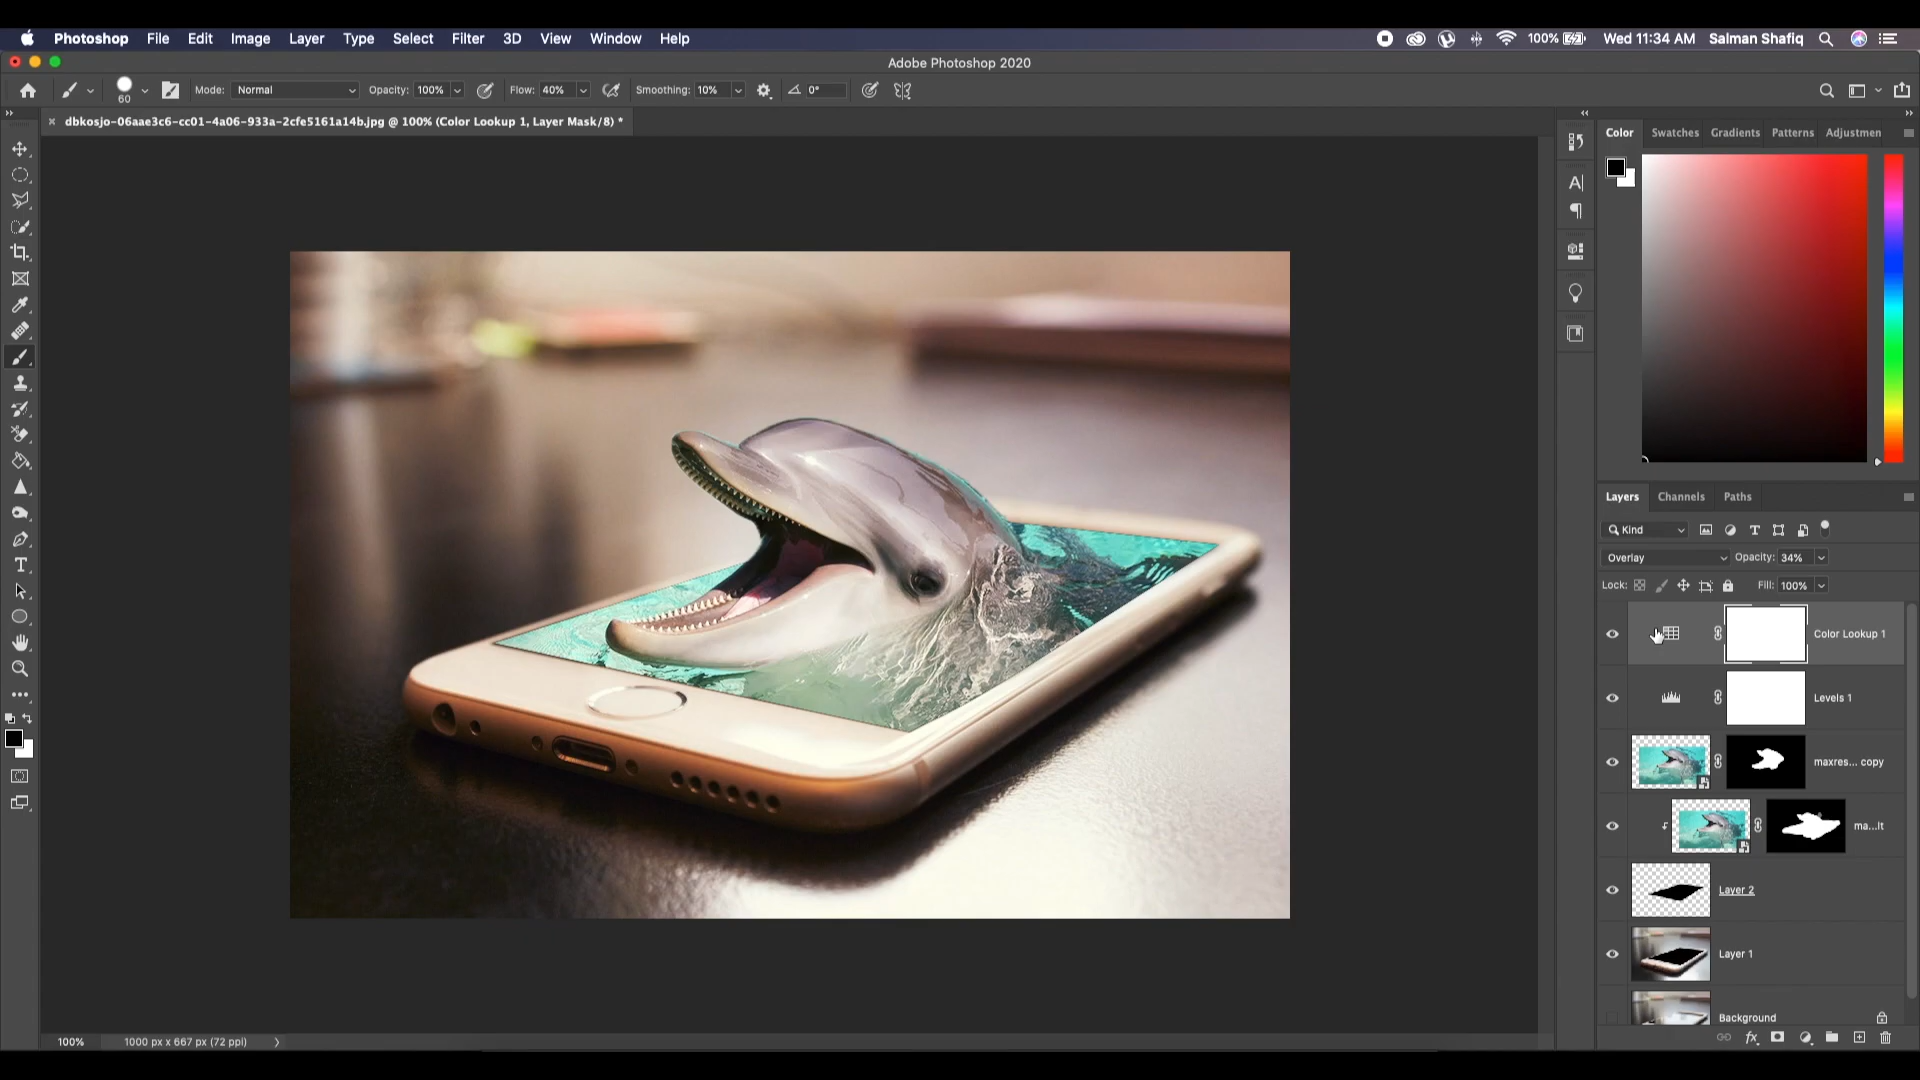 Photoshop File Edit Image Layer Type Select Filter 3D View Window Help 100% Wed 11:34 AM Salman Shafiq
Adobe Photoshop 2020
60 Mode: Normal Opacity: 100% Flow: 40% Smoothing: 10% 0°
× dbkosjo-06aae3c6-cc01-4a06-933a-2cfe5161a14b.jpg @ 100% (Color Lookup 1, Layer Mask/8) *
Color Swatches Gradients Patterns Adjustmen
Layers Channels Paths
Kind
Overlay Opacity: 34%
Lock: Fill: 100%
Color Lookup 1
Levels 1
maxres... copy
ma...lt
Layer 2
Layer 1
Background
100% 1000 px x 667 px (72 ppi)